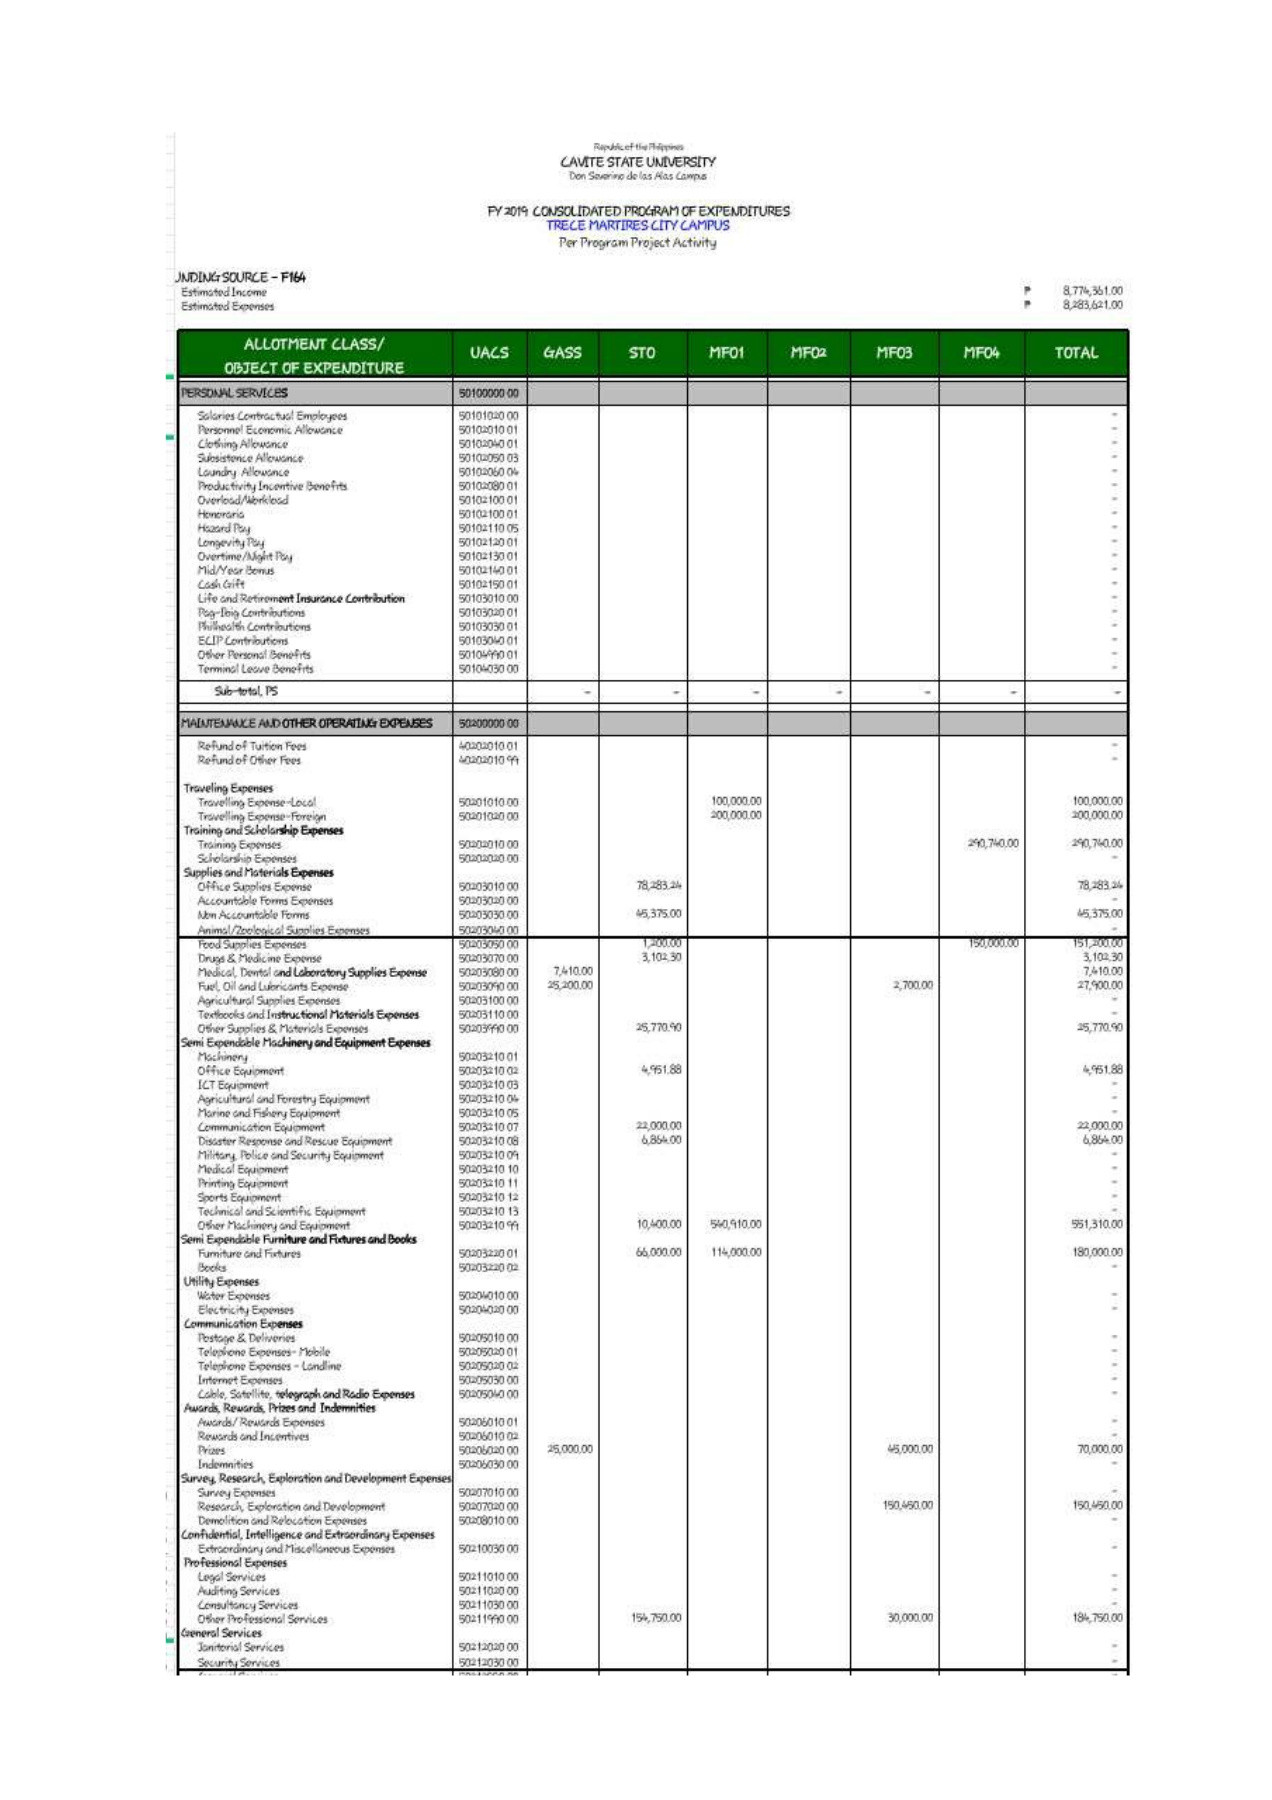 Republic of the Philippines
CAVITE STATE UNIVERSITY
Don Severino de las Alas Campus
FY 2019 CONSOLIDATED PROGRAM OF EXPENDITURES
TRECE MARTIRES CITY CAMPUS
Per Program Project Activity
UNDING SOURCE - F164
Estimated Income ₱ 8,774,361.00
Estimated Expenses ₱ 8,283,621.00
ALLOTMENT CLASS/
OBJECT OF EXPENDITURE UACS GASS STO MFO1 MFO2 MFO3 MFO4 TOTAL
PERSONAL SERVICES 50100000 00
Salaries Contractual Employees 50101020 00 -
Personnel Economic Allowance 50102010 01 -
Clothing Allowance 50102040 01 -
Subsistence Allowance 50102050 03 -
Laundry Allowance 50102060 04 -
Productivity Incentive Benefits 50102080 01 -
Overload/Workload 50102100 01 -
Honoraria 50102100 01 -
Hazard Pay 50102110 05 -
Longevity Pay 50102120 01 -
Overtime/Night Pay 50102130 01 -
Mid/Year Bonus 50102140 01 -
Cash Gift 50102150 01 -
Life and Retirement Insurance Contribution 50103010 00 -
Pag-Ibig Contributions 50103020 01 -
Philhealth Contributions 50103030 01 -
ECIP Contributions 50103040 01 -
Other Personal Benefits 50104990 01 -
Terminal Leave Benefits 50104030 00 -
Sub-total, PS - - - - - - -
MAINTENANCE AND OTHER OPERATING EXPENSES 50200000 00
Refund of Tuition Fees 40202010 01 -
Refund of Other Fees 40202010 99 -
Traveling Expenses
Travelling Expense-Local 50201010 00 100,000.00 100,000.00
Travelling Expense-Foreign 50201020 00 200,000.00 200,000.00
Training and Scholarship Expenses
Training Expenses 50202010 00 290,740.00 290,740.00
Scholarship Expenses 50202020 00 -
Supplies and Materials Expenses
Office Supplies Expense 50203010 00 78,283.24 78,283.24
Accountable Forms Expenses 50203020 00 -
Non Accountable Forms 50203030 00 45,375.00 45,375.00
Animal/Zoological Supplies Expenses 50203040 00 -
Food Supplies Expenses 50203050 00 1,200.00 150,000.00 151,200.00
Drugs & Medicine Expense 50203070 00 3,102.30 3,102.30
Medical, Dental and Laboratory Supplies Expense 50203080 00 7,410.00 7,410.00
Fuel, Oil and Lubricants Expense 50203090 00 25,200.00 2,700.00 27,900.00
Agricultural Supplies Expenses 50203100 00 -
Textbooks and Instructional Materials Expenses 50203110 00 -
Other Supplies & Materials Expenses 50203990 00 25,770.90 25,770.90
Semi Expendable Machinery and Equipment Expenses
Machinery 50203210 01 -
Office Equipment 50203210 02 4,951.88 4,951.88
ICT Equipment 50203210 03 -
Agricultural and Forestry Equipment 50203210 04 -
Marine and Fishery Equipment 50203210 05 -
Communication Equipment 50203210 07 22,000.00 22,000.00
Disaster Response and Rescue Equipment 50203210 08 6,864.00 6,864.00
Military, Police and Security Equipment 50203210 09 -
Medical Equipment 50203210 10 -
Printing Equipment 50203210 11 -
Sports Equipment 50203210 12 -
Technical and Scientific Equipment 50203210 13 -
Other Machinery and Equipment 50203210 99 10,400.00 540,910.00 551,310.00
Semi Expendable Furniture and Fixtures and Books
Furniture and Fixtures 50203220 01 66,000.00 114,000.00 180,000.00
Books 50203220 02 -
Utility Expenses
Water Expenses 50204010 00 -
Electricity Expenses 50204020 00 -
Communication Expenses
Postage & Deliveries 50205010 00 -
Telephone Expenses- Mobile 50205020 01 -
Telephone Expenses - Landline 50205020 02 -
Internet Expenses 50205030 00 -
Cable, Satellite, telegraph and Radio Expenses 50205040 00 -
Awards, Rewards, Prizes and Indemnities
Awards/ Rewards Expenses 50206010 01 -
Rewards and Incentives 50206010 02 -
Prizes 50206020 00 25,000.00 45,000.00 70,000.00
Indemnities 50206030 00 -
Survey, Research, Exploration and Development Expenses
Survey Expenses 50207010 00 -
Research, Exploration and Development 50207020 00 150,450.00 150,450.00
Demolition and Relocation Expenses 50208010 00 -
Confidential, Intelligence and Extraordinary Expenses
Extraordinary and Miscellaneous Expenses 50210030 00 -
Professional Expenses
Legal Services 50211010 00 -
Auditing Services 50211020 00 -
Consultancy Services 50211030 00 -
Other Professional Services 50211990 00 154,750.00 30,000.00 184,750.00
General Services
Janitorial Services 50212020 00 -
Security Services 50212030 00 -